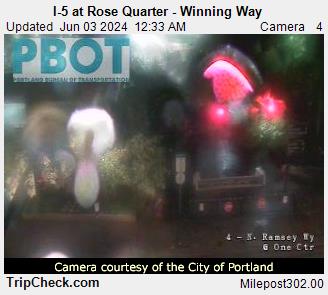 I-5 at Rose Quarter - Winning Way
Updated Jun 03 2024 12:33 AM Camera 4
PBOT
PORTLAND BUREAU OF TRANSPORTATION
4 - N. Ramsey Wy
@ One Ctr
Camera courtesy of the City of Portland
TripCheck.com Milepost302.00